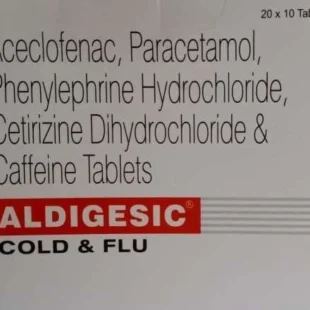 20 x 10 Tab
Aceclofenac, Paracetamol,
Phenylephrine Hydrochloride,
Cetirizine Dihydrochloride &
Caffeine Tablets
ALDIGESIC®
COLD & FLU